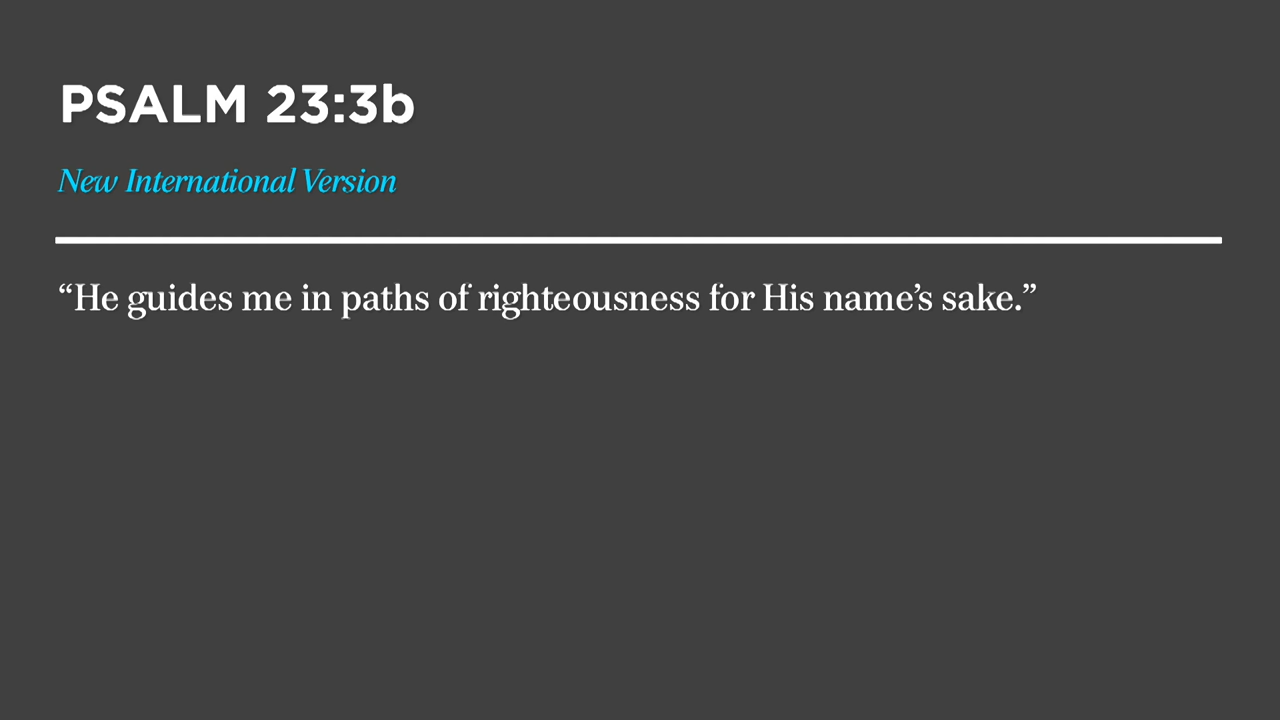 PSALM 23:3b
New International Version
“He guides me in paths of righteousness for His name’s sake.”